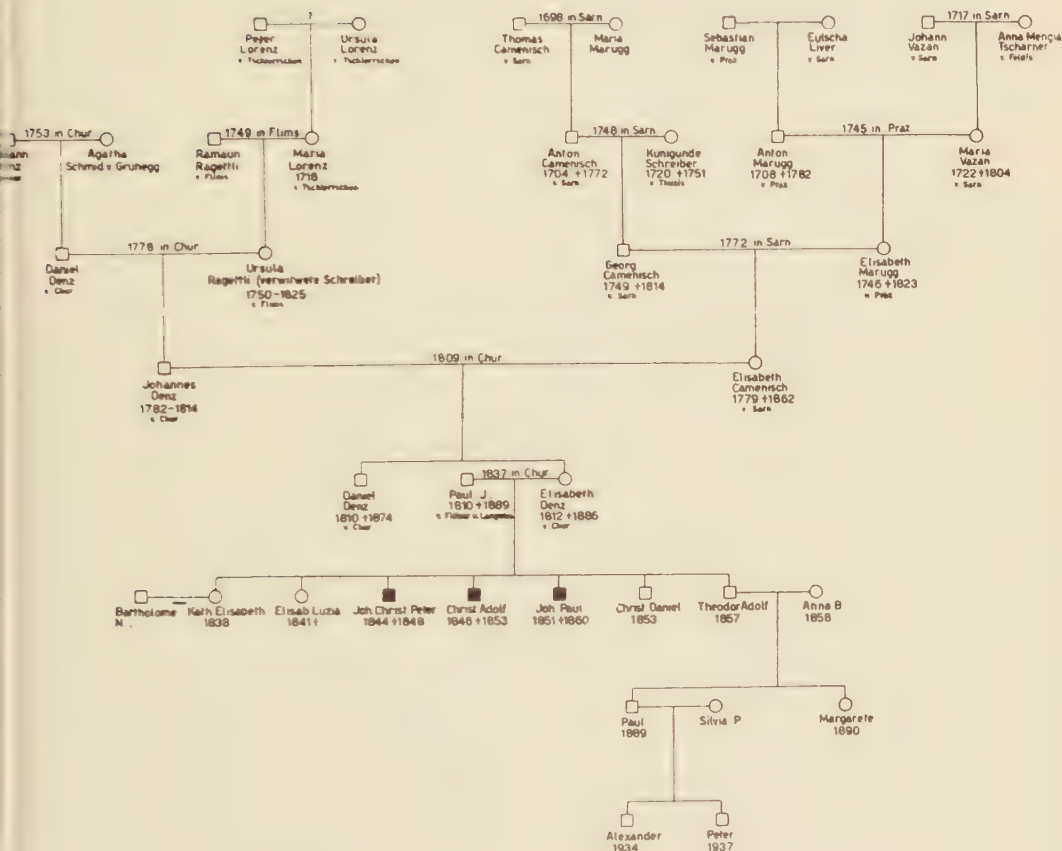 ?
1698 in Sarn
1717 in Sarn
Peter
Lorenz
v. Tschiertschen
Ursula
Lorenz
v. Tschiertschen
Thomas
Camenisch
v. Sarn
Maria
Marugg
Sebastian
Marugg
v. Praz
Eutscha
Liver
v. Sarn
Johann
Vazan
v. Sarn
Anna Mengia
Tscharner
v. Feldis
1753 in Chur
1749 in Flims
1748 in Sarn
1745 in Praz
Agatha
Schmid v. Grünegg
Ramaun
Ragettli
v. Flims
Maria
Lorenz
1718
v. Tschiertschen
Anton
Camenisch
1704 +1772
v. Sarn
Kunigunde
Schreiber
1720 +1751
v. Thusis
Anton
Marugg
1708 +1782
v. Praz
Maria
Vazan
1722 +1804
v. Sarn
1778 in Chur
1772 in Sarn
Daniel
Denz
v. Chur
Ursula
Ragettli (verwitwete Schreiber)
1750-1825
v. Flims
Georg
Camenisch
1749 +1814
v. Sarn
Elisabeth
Marugg
1746 +1823
v. Praz
1809 in Chur
Johannes
Denz
1782-1814
v. Chur
Elisabeth
Camenisch
1779 +1862
v. Sarn
1837 in Chur
Daniel
Denz
1810 +1874
v. Chur
Paul J.
1810 +1889
Elisabeth
Denz
1812 +1886
v. Chur
Bartholome
N..
Kath Elisabeth
1838
Elisab Luzia
1841 +
Joh. Christ Peter
1844 +1848
Christ Adolf
1846 +1853
Joh. Paul
1851 +1860
Christ Daniel
1853
Theodor Adolf
1857
Anna B
1858
Paul
1889
Silvia P
Margarete
1890
Alexander
1934
Peter
1937